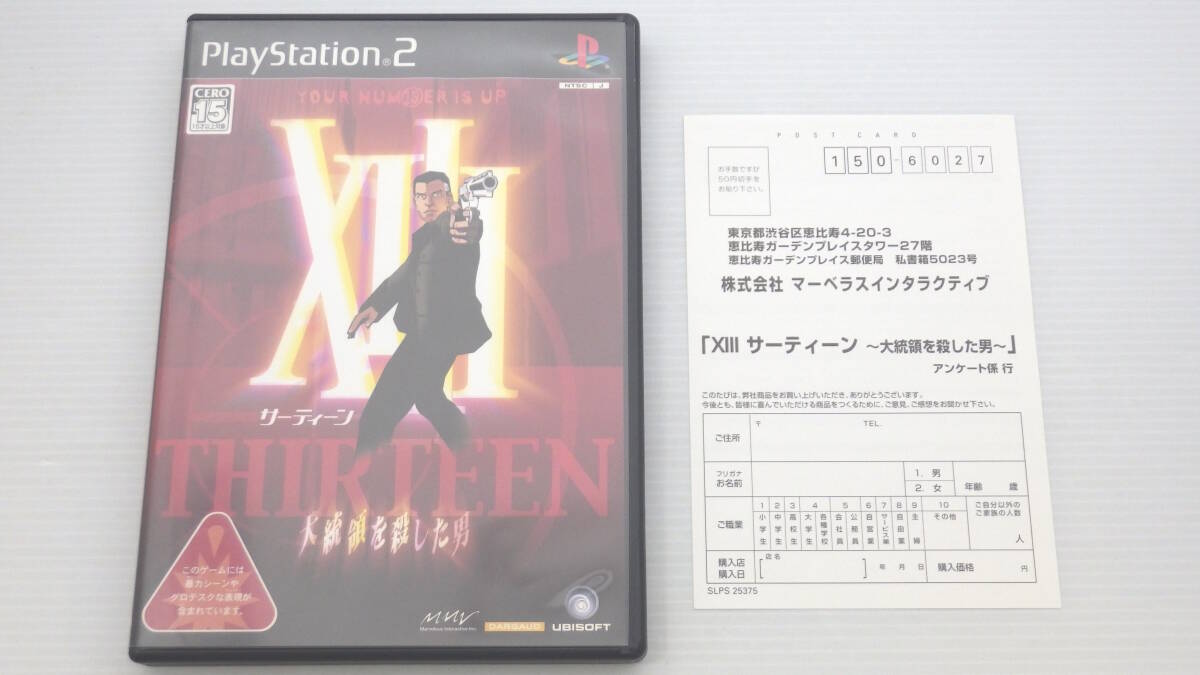 PlayStation®2
NTSC J
CERO
15
15才以上対象
YOUR NUMBER IS UP
XIII
サーティーン
THIRTEEN
大統領を殺した男
このゲームには
暴力シーンや
グロテスクな表現が
含まれています。
Marvelous Interactive Inc.
DARGAUD
UBISOFT
POST CARD
お手数ですが
50円切手を
お貼り下さい。
150-6027
東京都渋谷区恵比寿4-20-3
恵比寿ガーデンプレイスタワー27階
恵比寿ガーデンプレイス郵便局 私書箱5023号
株式会社 マーベラスインタラクティブ
「XIII サーティーン ～大統領を殺した男～」
アンケート係 行
このたびは、弊社商品をお買い上げいただき、ありがとうございます。
今後とも、皆様に喜んでいただける商品をつくるために、ご意見、ご感想をお聞かせ下さい。
ご住所 〒 TEL.
フリガナ
お名前
1. 男
2. 女
年齢 歳
ご職業
1 小学生
2 中学生
3 高校生
4 大学生 各種学校
5 会社員
6 公務員 自営業
7 サービス業
8 自由業
9 主婦
10 その他
ご自分以外の
ご家族の人数
人
購入店
購入日
店名
年 月 日
購入価格 円
SLPS 25375